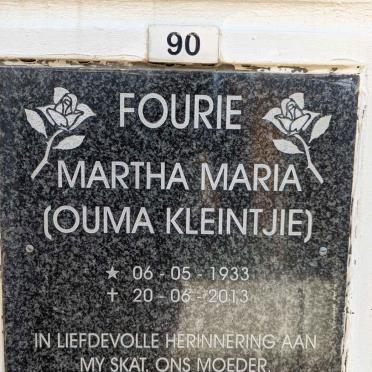 90
FOURIE
MARTHA MARIA
(OUMA KLEINTJIE)
★ 06 - 05 - 1933
✝ 20 - 06 - 2013
IN LIEFDEVOLLE HERINNERING AAN
MY SKAT, ONS MOEDER,